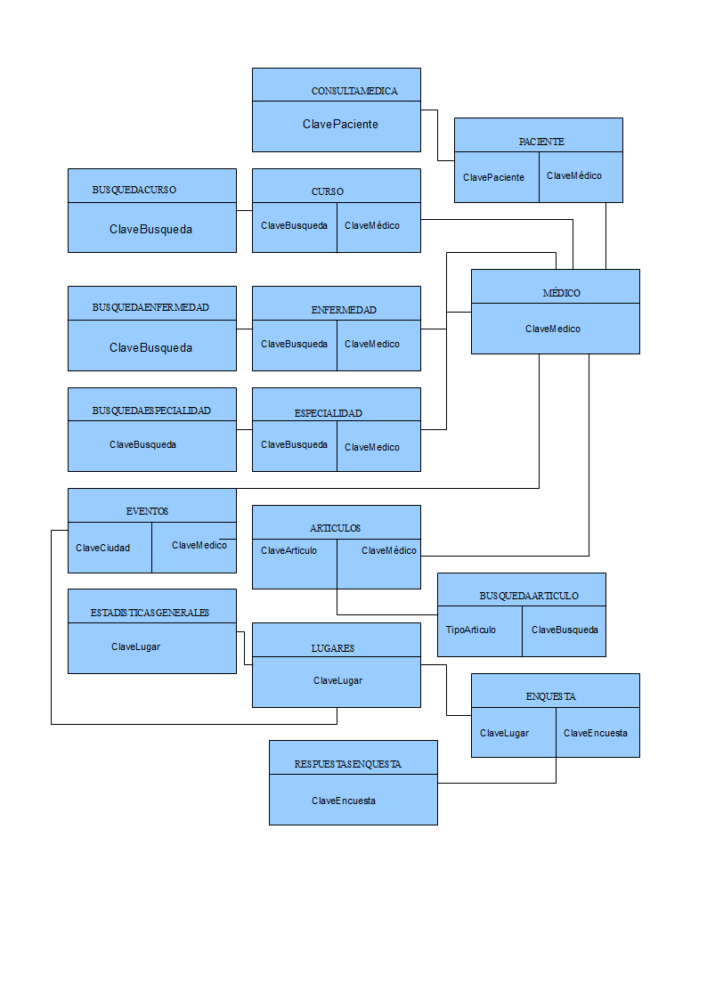 CONSULTAMEDICA
ClavePaciente
PACIENTE
ClavePaciente
ClaveMédico
BUSQUEDACURSO
ClaveBusqueda
CURSO
ClaveBusqueda
ClaveMédico
MÉDICO
ClaveMedico
BUSQUEDAENFERMEDAD
ClaveBusqueda
ENFERMEDAD
ClaveBusqueda
ClaveMedico
BUSQUEDAESPECIALIDAD
ClaveBusqueda
ESPECIALIDAD
ClaveBusqueda
ClaveMedico
EVENTOS
ClaveCiudad
ClaveMedico
ARTICULOS
ClaveArticulo
ClaveMédico
BUSQUEDAARTICULO
TipoArticulo
ClaveBusqueda
ESTADISTICASGENERALES
ClaveLugar
LUGARES
ClaveLugar
ENQUESTA
ClaveLugar
ClaveEncuesta
RESPUESTASENQUESTA
ClaveEncuesta